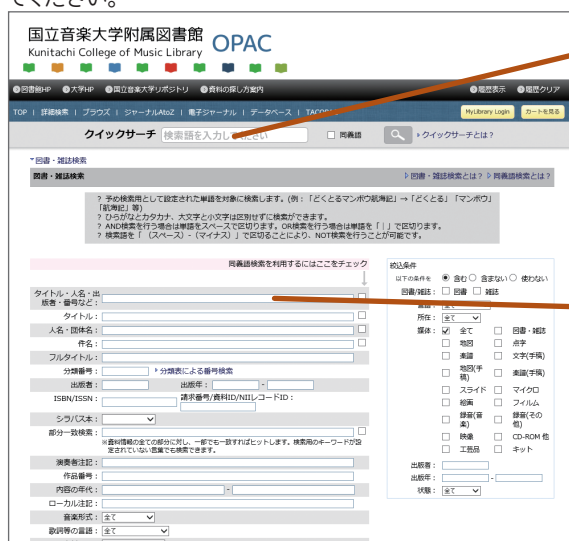 てください。
国立音楽大学附属図書館 OPAC
Kunitachi College of Music Library
図書館HP 大学HP 国立音楽大学リポジトリ 資料の探し方案内 履歴表示 履歴クリア
TOP | 詳細検索 | ブラウズ | ジャーナルAtoZ | 電子ジャーナル | データベース | MyLibrary Login カートを見る
クイックサーチ 検索語を入力してください 同義語 クイックサーチとは?
図書・雑誌検索
図書・雑誌検索 図書・雑誌検索とは? 同義語検索とは?
? 予め検索用として設定された単語を対象に検索します。(例:「どくとるマンボウ航海記」→「どくとる」「マンボウ」
「航海記」等)
? ひらがなとカタカナ、大文字と小文字は区別せずに検索ができます。
? AND検索を行う場合は単語をスペースで区切ります。OR検索を行う場合は単語を「|」で区切ります。
? 検索語を「 (スペース) - (マイナス) 」で区切ることにより、NOT検索を行うことが可能です。
同義語検索を利用するにはここをチェック
↓
タイトル・人名・出
版者・番号など:
タイトル:
人名・団体名:
件名:
フルタイトル:
分類番号: 分類表による番号検索
出版者: 出版年: -
ISBN/ISSN: 請求番号/資料ID/NIIレコードID:
シラバス本:
部分一致検索:
※資料情報の全ての部分に対し、一部でも一致すればヒットします。検索用のキーワードが設
定されていない言葉でも検索できます。
演奏者注記:
作品番号:
内容の年代: -
ローカル注記:
音楽形式: 全て
歌詞等の言語: 全て
絞込条件
以下の条件を 含む 含まない 使わない
図書/雑誌: 図書 雑誌
全て
所在: 全て
媒体: 全て 図書・雑誌
地図 点字
楽譜 文字(手稿)
地図(手稿) 楽譜(手稿)
スライド マイクロ
絵画 フィルム
録音(音楽) 録音(その他)
映像 CD-ROM 他
工芸品 キット
出版者:
出版年: -
状態: 全て